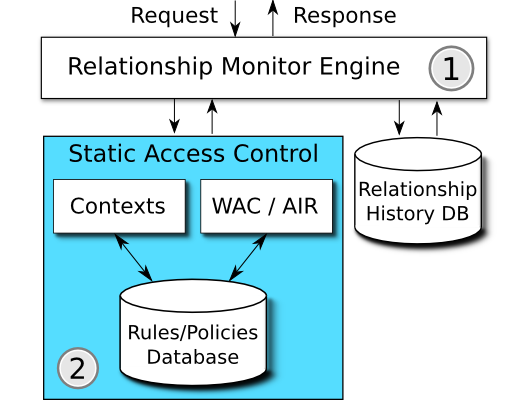 Request
Response
Relationship Monitor Engine
1
Static Access Control
Contexts
WAC / AIR
Relationship
History DB
Rules/Policies
Database
2